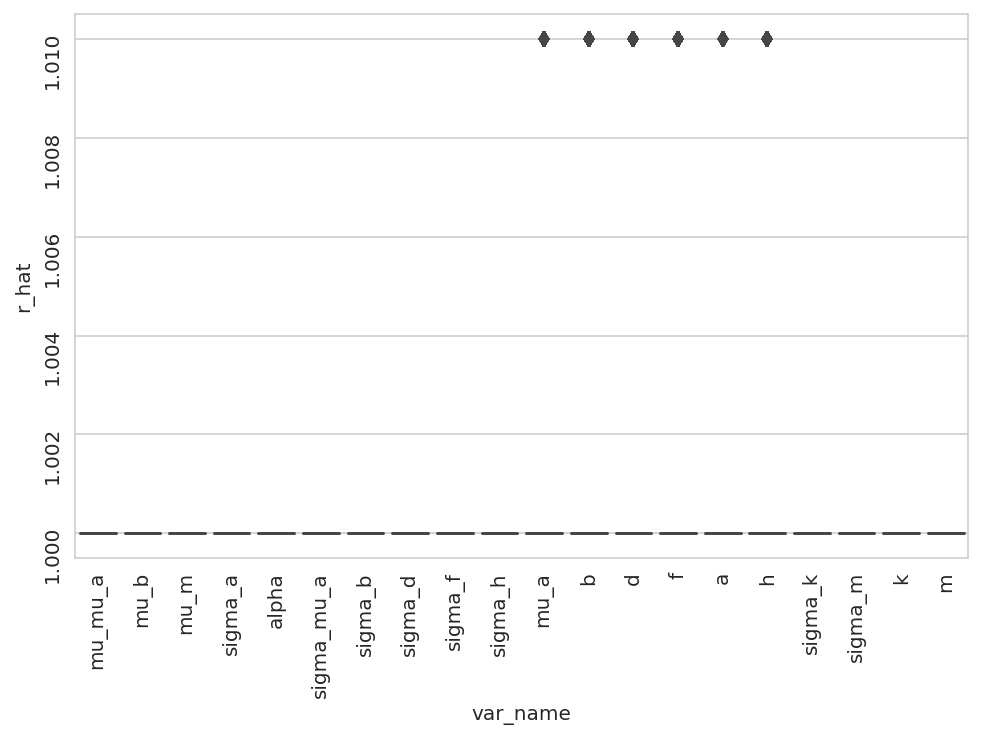 r_hat
1.010
1.008
1.006
1.004
1.002
1.000
mu_mu_a
mu_b
mu_m
sigma_a
alpha
sigma_mu_a
sigma_b
sigma_d
sigma_f
sigma_h
mu_a
b
d
f
a
h
sigma_k
sigma_m
k
m
var_name